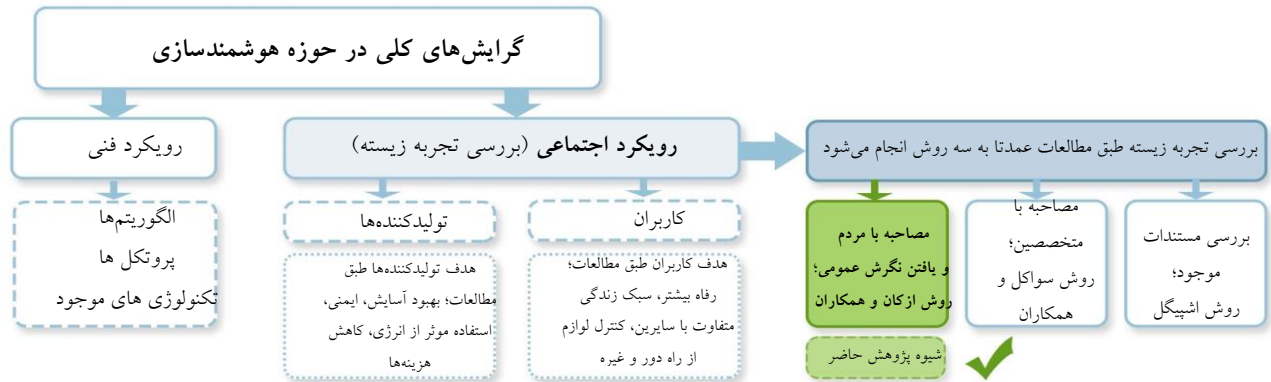 گرایش‌های کلی در حوزه هوشمندسازی
بررسی تجربه زیسته طبق مطالعات عمدتا به سه روش انجام می‌شود
رویکرد اجتماعی (بررسی تجربه زیسته)
رویکرد فنی
بررسی مستندات
موجود؛
روش اشپیگل
مصاحبه با
متخصصین؛
روش سواکل و
همکاران
مصاحبه با مردم
و یافتن نگرش عمومی؛
روش ازکان و همکاران
شیوه پژوهش حاضر
کاربران
هدف کاربران طبق مطالعات؛
رفاه بیشتر، سبک زندگی
متفاوت با سایرین، کنترل لوازم
از راه دور و غیره
تولیدکننده‌ها
هدف تولیدکننده‌ها طبق
مطالعات؛ بهبود آسایش، ایمنی،
استفاده موثر از انرژی، کاهش
هزینه‌ها
الگوریتم‌ها
پروتکل ها
تکنولوژی های موجود